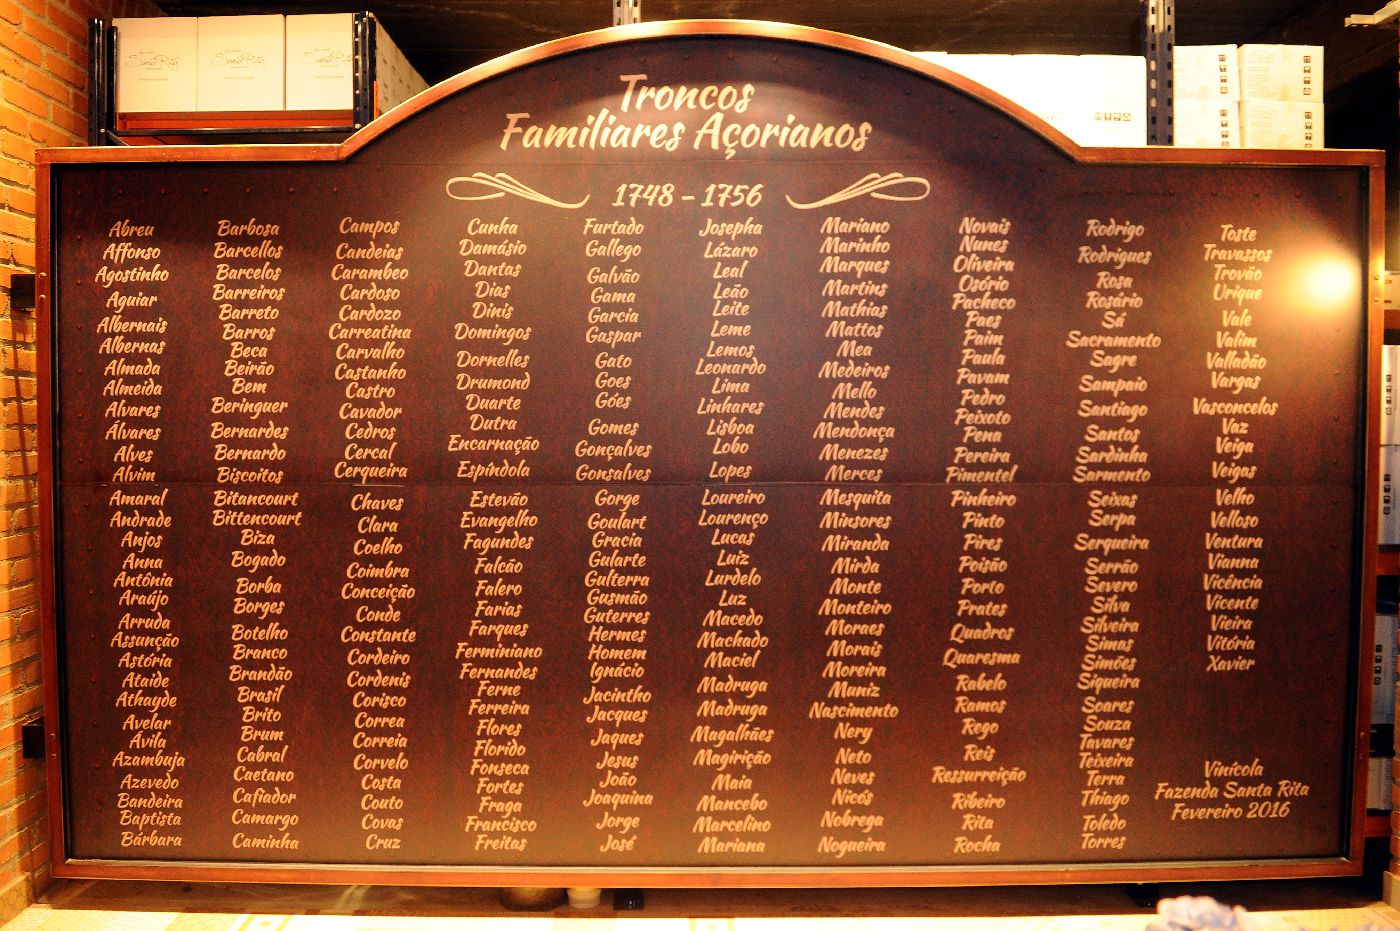 Troncos
Familiares Açorianos
1748 - 1756
Abreu
Affonso
Agostinho
Aguiar
Albernais
Albernas
Almada
Almeida
Alvares
Álvares
Alves
Alvim
Amaral
Andrade
Anjos
Anna
Antônia
Araújo
Arruda
Assunção
Astória
Ataide
Athayde
Avelar
Ávila
Azambuja
Azevedo
Bandeira
Baptista
Bárbara
Barbosa
Barcellos
Barcelos
Barreiros
Barreto
Barros
Beca
Beirão
Bem
Beringuer
Bernardes
Bernardo
Biscoitos
Bitancourt
Bittencourt
Biza
Bogado
Borba
Borges
Botelho
Branco
Brandão
Brasil
Brito
Brum
Cabral
Caetano
Cafiador
Camargo
Caminha
Campos
Candeias
Carambeo
Cardoso
Cardozo
Carreatina
Carvalho
Castanho
Castro
Cavador
Cedros
Cercal
Cerqueira
Chaves
Clara
Coelho
Coimbra
Conceição
Conde
Constante
Cordeiro
Cordenis
Corisco
Correa
Correia
Corvelo
Costa
Couto
Covas
Cruz
Cunha
Damásio
Dantas
Dias
Dinis
Domingos
Dornelles
Drumond
Duarte
Dutra
Encarnação
Espíndola
Estevão
Evangelho
Fagundes
Falcão
Falero
Farias
Farques
Ferminiano
Fernandes
Ferne
Ferreira
Flores
Florido
Fonseca
Fortes
Fraga
Francisco
Freitas
Furtado
Gallego
Galvão
Gama
Garcia
Gaspar
Gato
Goes
Góes
Gomes
Gonçalves
Gonsalves
Gorge
Goulart
Gracia
Gularte
Gulterra
Gusmão
Guterres
Hermes
Homem
Ignácio
Jacintho
Jacques
Jaques
Jesus
João
Joaquina
Jorge
José
Josepha
Lázaro
Leal
Leão
Leite
Leme
Lemos
Leonardo
Lima
Linhares
Lisboa
Lobo
Lopes
Loureiro
Lourenço
Lucas
Luiz
Lurdelo
Luz
Macedo
Machado
Maciel
Madruga
Madruga
Magalhães
Magirição
Maia
Mancebo
Marcelino
Mariana
Mariano
Marinho
Marques
Martins
Mathias
Mattos
Mea
Medeiros
Mello
Mendes
Mendonça
Menezes
Merces
Mesquita
Minsores
Miranda
Mirda
Monte
Monteiro
Moraes
Morais
Moreira
Muniz
Nascimento
Nery
Neto
Neves
Nicós
Nobrega
Nogueira
Novais
Nunes
Oliveira
Osório
Pacheco
Paes
Paim
Paula
Pavam
Pedro
Peixoto
Pena
Pereira
Pimentel
Pinheiro
Pinto
Pires
Poisão
Porto
Prates
Quadros
Quaresma
Rabelo
Ramos
Rego
Reis
Ressurreição
Ribeiro
Rita
Rocha
Rodrigo
Rodrigues
Rosa
Rosário
Sá
Sacramento
Sagre
Sampaio
Santiago
Santos
Sardinha
Sarmento
Seixas
Serpa
Serqueira
Serrão
Severo
Silva
Silveira
Simas
Simões
Siqueira
Soares
Souza
Tavares
Teixeira
Terra
Thiago
Toledo
Torres
Toste
Travassos
Trovão
Urique
Vale
Valim
Valladão
Vargas
Vasconcelos
Vaz
Veiga
Veigas
Velho
Velloso
Ventura
Vianna
Vicência
Vicente
Vieira
Vitória
Xavier
Vinícola
Fazenda Santa Rita
Fevereiro 2016